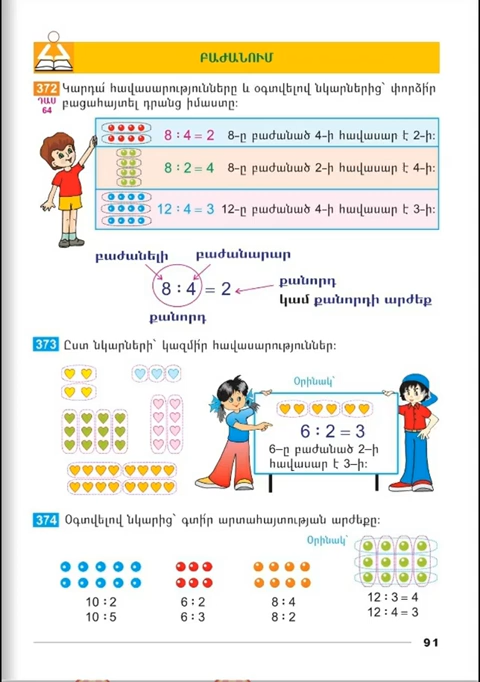 ԲԱԺԱՆՈՒՄ
372 Կարդա՛ հավասարությունները և օգտվելով նկարներից՝ փորձի՛ր
ԴԱՍ 64 բացահայտել դրանց իմաստը:
8 : 4 = 2 8-ը բաժանած 4-ի հավասար է 2-ի:
8 : 2 = 4 8-ը բաժանած 2-ի հավասար է 4-ի:
12 : 4 = 3 12-ը բաժանած 4-ի հավասար է 3-ի:
բաժանելի բաժանարար
8 : 4 = 2
քանորդ
կամ քանորդի արժեք
քանորդ
373 Ըստ նկարների՝ կազմի՛ր հավասարություններ:
Օրինակ՝
6 : 2 = 3
6–ը բաժանած 2–ի
հավասար է 3–ի:
374 Օգտվելով նկարից՝ գտի՛ր արտահայտության արժեքը:
Օրինակ՝
10 : 2 6 : 2 8 : 4 12 : 3 = 4
10 : 5 6 : 3 8 : 2 12 : 4 = 3
91